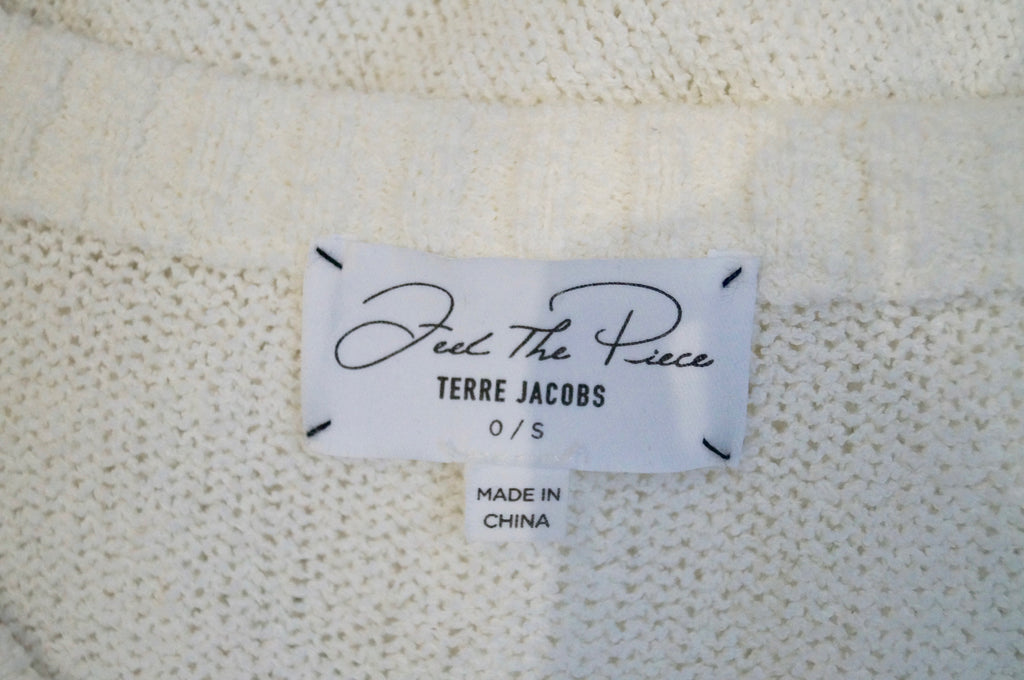 Feel The Piece
TERRE JACOBS
O / S
MADE IN
CHINA